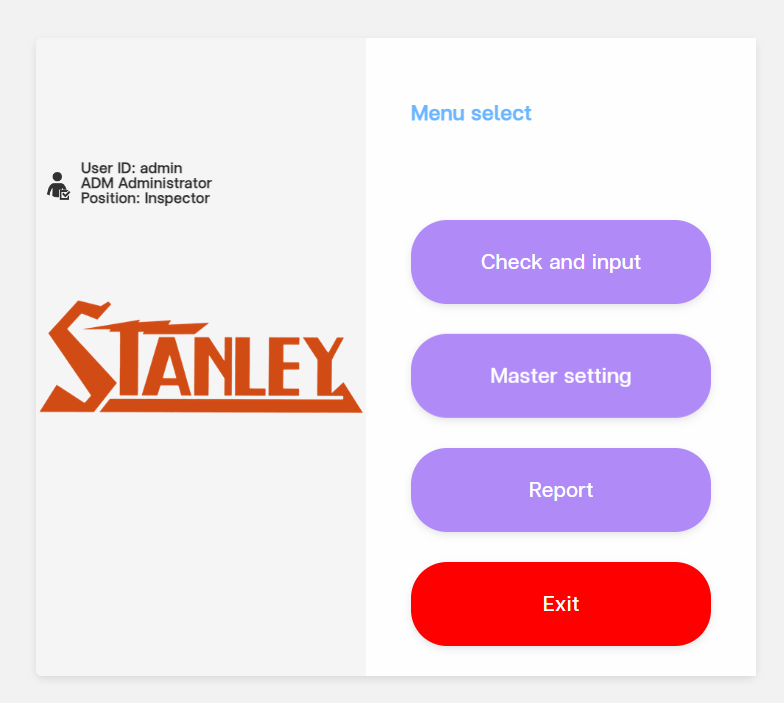 User ID: admin
ADM Administrator
Position: Inspector
STANLEY
Menu select
Check and input
Master setting
Report
Exit